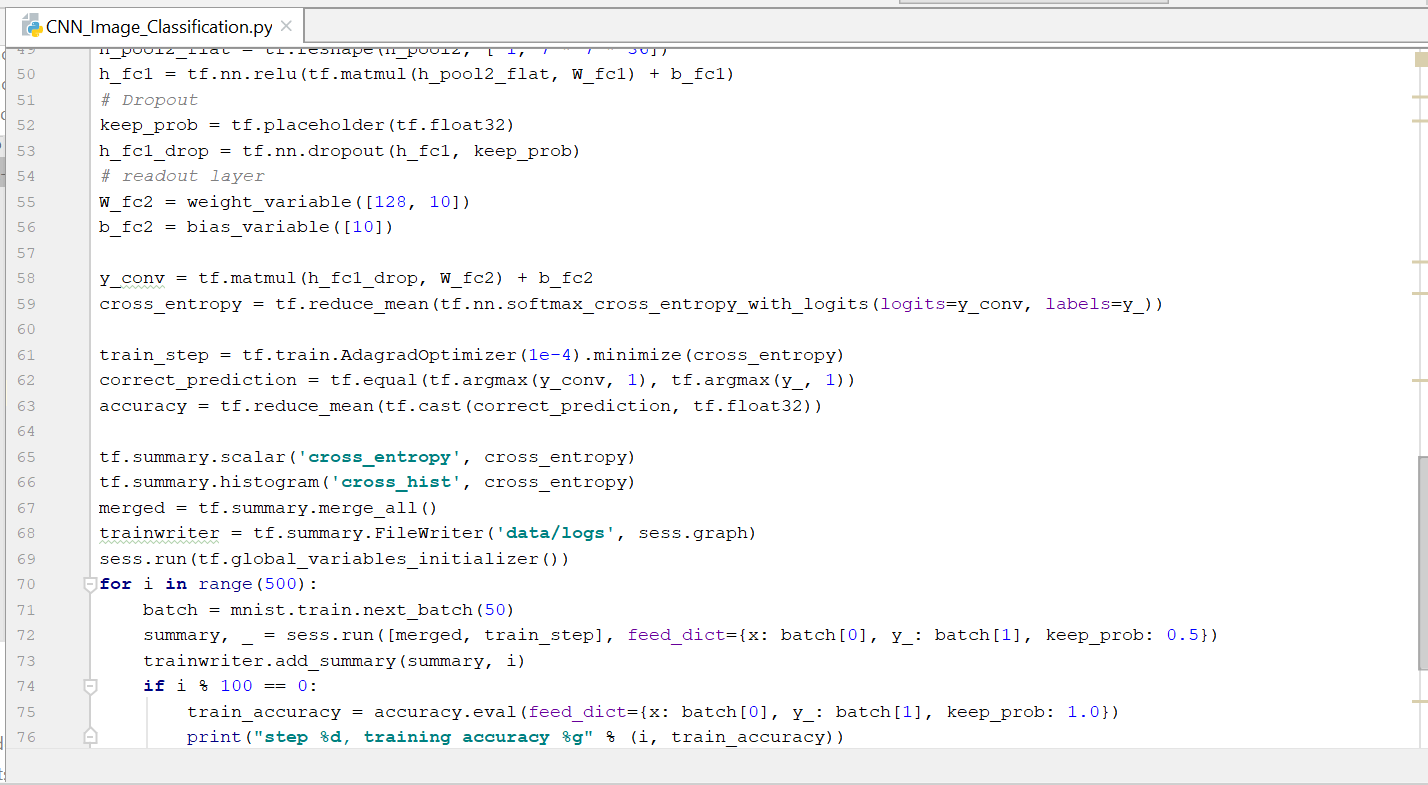 CNN_Image_Classification.py
49 h_pool2_flat = tf.reshape(h_pool2, [-1, 7 * 7 * 36])
50 h_fc1 = tf.nn.relu(tf.matmul(h_pool2_flat, W_fc1) + b_fc1)
51 # Dropout
52 keep_prob = tf.placeholder(tf.float32)
53 h_fc1_drop = tf.nn.dropout(h_fc1, keep_prob)
54 # readout layer
55 W_fc2 = weight_variable([128, 10])
56 b_fc2 = bias_variable([10])
57
58 y_conv = tf.matmul(h_fc1_drop, W_fc2) + b_fc2
59 cross_entropy = tf.reduce_mean(tf.nn.softmax_cross_entropy_with_logits(logits=y_conv, labels=y_))
60
61 train_step = tf.train.AdagradOptimizer(1e-4).minimize(cross_entropy)
62 correct_prediction = tf.equal(tf.argmax(y_conv, 1), tf.argmax(y_, 1))
63 accuracy = tf.reduce_mean(tf.cast(correct_prediction, tf.float32))
64
65 tf.summary.scalar('cross_entropy', cross_entropy)
66 tf.summary.histogram('cross_hist', cross_entropy)
67 merged = tf.summary.merge_all()
68 trainwriter = tf.summary.FileWriter('data/logs', sess.graph)
69 sess.run(tf.global_variables_initializer())
70 for i in range(500):
71 batch = mnist.train.next_batch(50)
72 summary, _ = sess.run([merged, train_step], feed_dict={x: batch[0], y_: batch[1], keep_prob: 0.5})
73 trainwriter.add_summary(summary, i)
74 if i % 100 == 0:
75 train_accuracy = accuracy.eval(feed_dict={x: batch[0], y_: batch[1], keep_prob: 1.0})
76 print("step %d, training accuracy %g" % (i, train_accuracy))